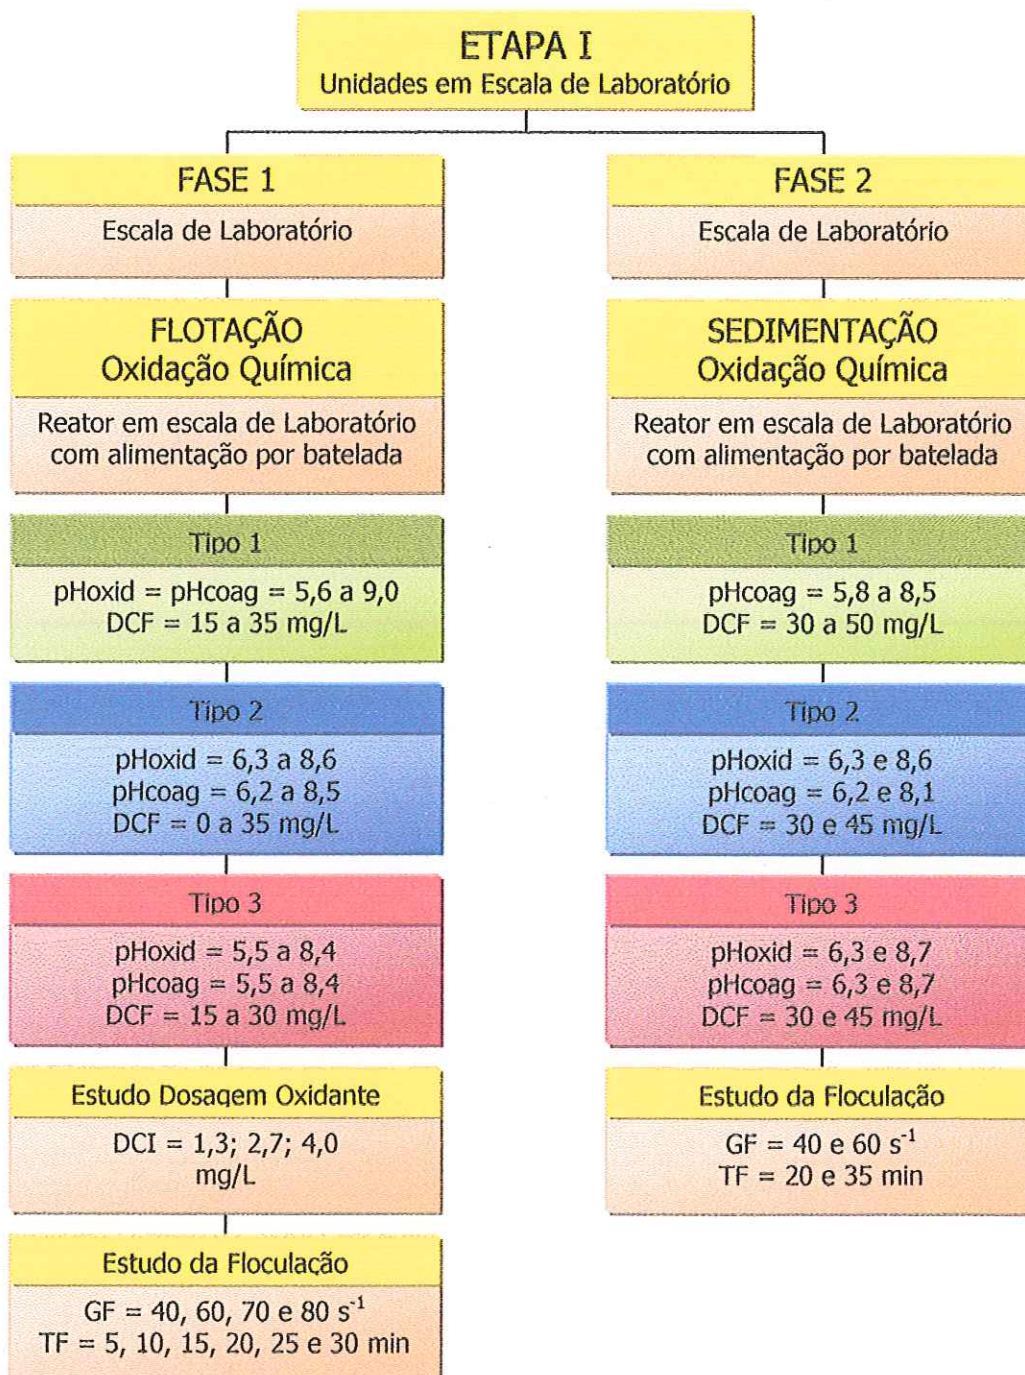 ETAPA I
Unidades em Escala de Laboratório
FASE 1
Escala de Laboratório
FLOTAÇÃO
Oxidação Química
Reator em escala de Laboratório
com alimentação por batelada
Tipo 1
pHoxid = pHcoag = 5,6 a 9,0
DCF = 15 a 35 mg/L
Tipo 2
pHoxid = 6,3 a 8,6
pHcoag = 6,2 a 8,5
DCF = 0 a 35 mg/L
Tipo 3
pHoxid = 5,5 a 8,4
pHcoag = 5,5 a 8,4
DCF = 15 a 30 mg/L
Estudo Dosagem Oxidante
DCI = 1,3; 2,7; 4,0
mg/L
Estudo da Floculação
GF = 40, 60, 70 e 80 s⁻¹
TF = 5, 10, 15, 20, 25 e 30 min
FASE 2
Escala de Laboratório
SEDIMENTAÇÃO
Oxidação Química
Reator em escala de Laboratório
com alimentação por batelada
Tipo 1
pHcoag = 5,8 a 8,5
DCF = 30 a 50 mg/L
Tipo 2
pHoxid = 6,3 e 8,6
pHcoag = 6,2 e 8,1
DCF = 30 e 45 mg/L
Tipo 3
pHoxid = 6,3 e 8,7
pHcoag = 6,3 e 8,7
DCF = 30 e 45 mg/L
Estudo da Floculação
GF = 40 e 60 s⁻¹
TF = 20 e 35 min